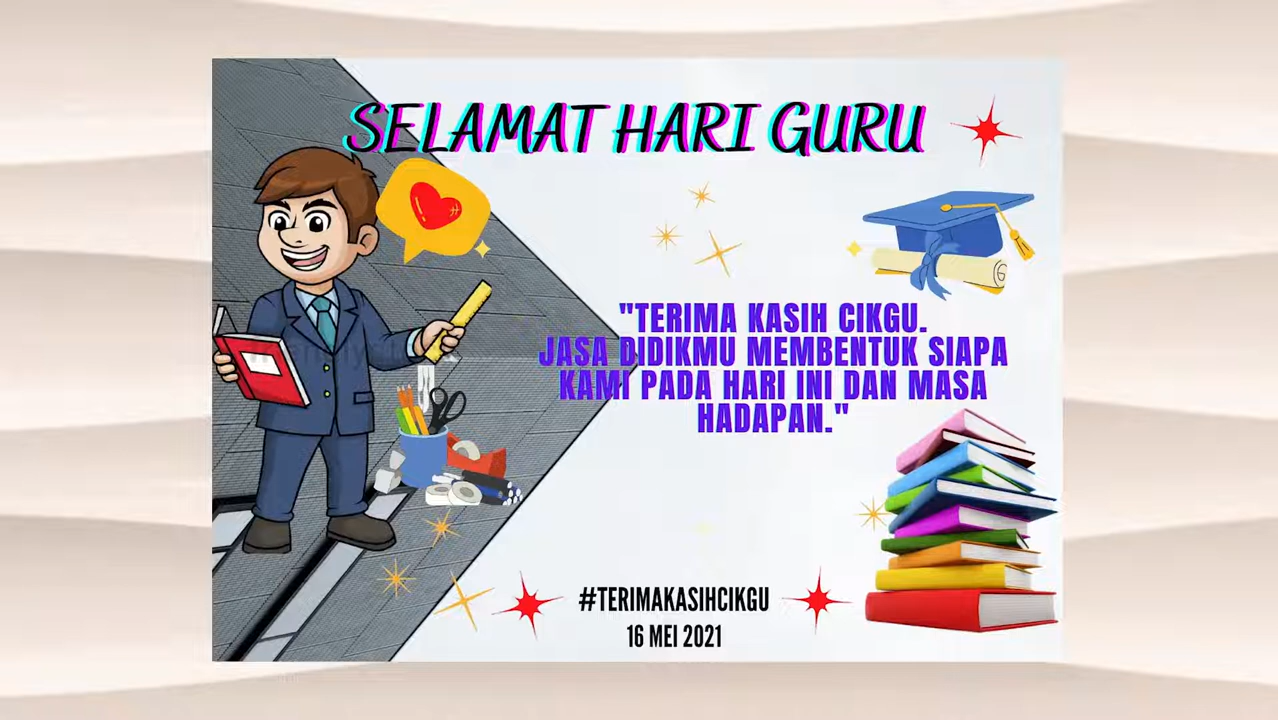 SELAMAT HARI GURU
"TERIMA KASIH CIKGU.
JASA DIDIKMU MEMBENTUK SIAPA
KAMI PADA HARI INI DAN MASA
HADAPAN."
#TERIMAKASIHCIKGU
16 MEI 2021